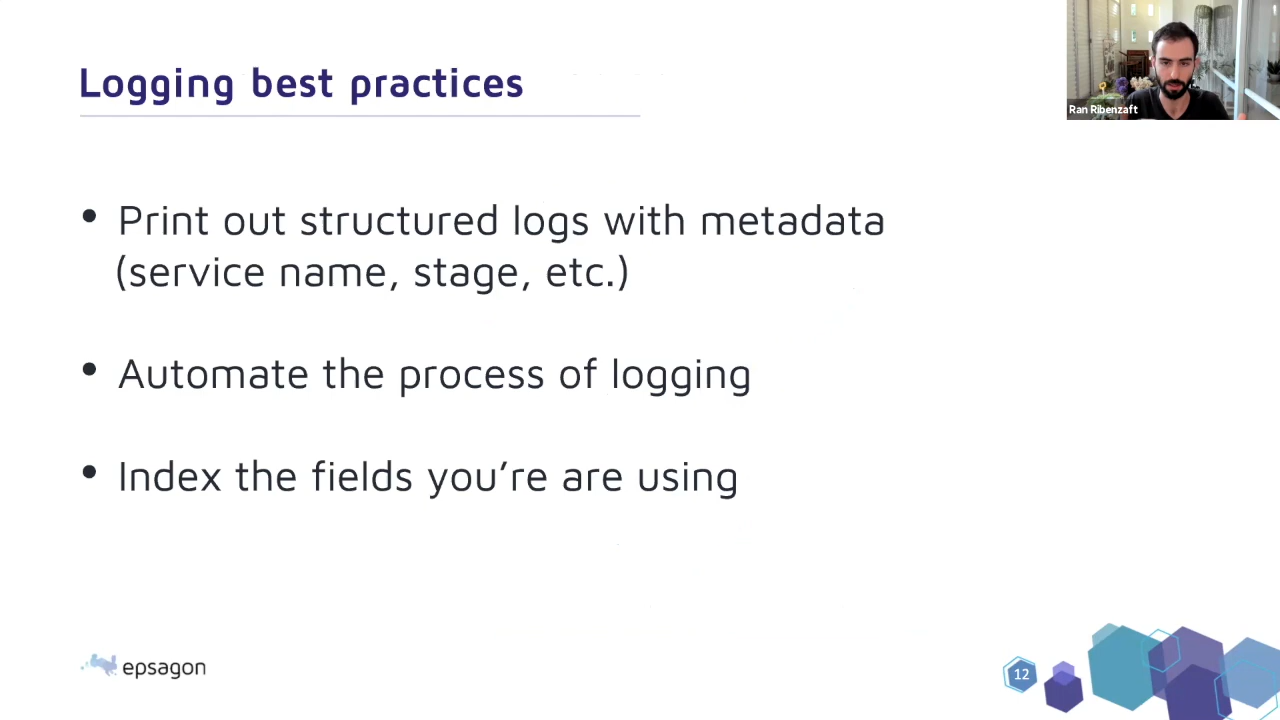 Logging best practices
Ran Ribenzaft
• Print out structured logs with metadata
(service name, stage, etc.)
• Automate the process of logging
• Index the fields you’re are using
epsagon
12